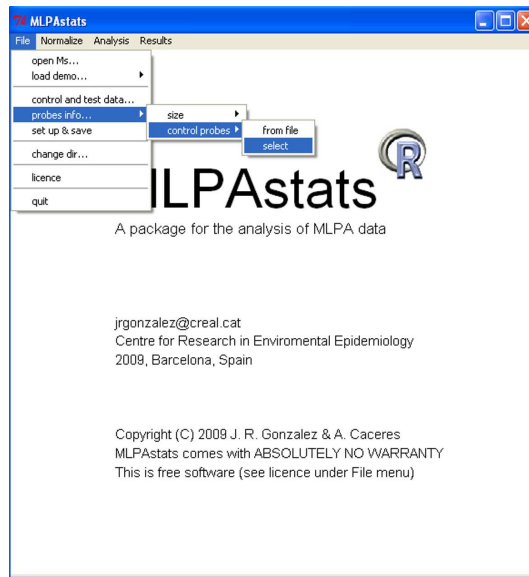 MLPAstats
File Normalize Analysis Results
open Ms...
load demo...
control and test data...
probes info...
set up & save
change dir...
licence
quit
size
control probes
from file
select
R
MLPAstats
A package for the analysis of MLPA data
jrgonzalez@creal.cat
Centre for Research in Enviromental Epidemiology
2009, Barcelona, Spain
Copyright (C) 2009 J. R. Gonzalez & A. Caceres
MLPAstats comes with ABSOLUTELY NO WARRANTY
This is free software (see licence under File menu)